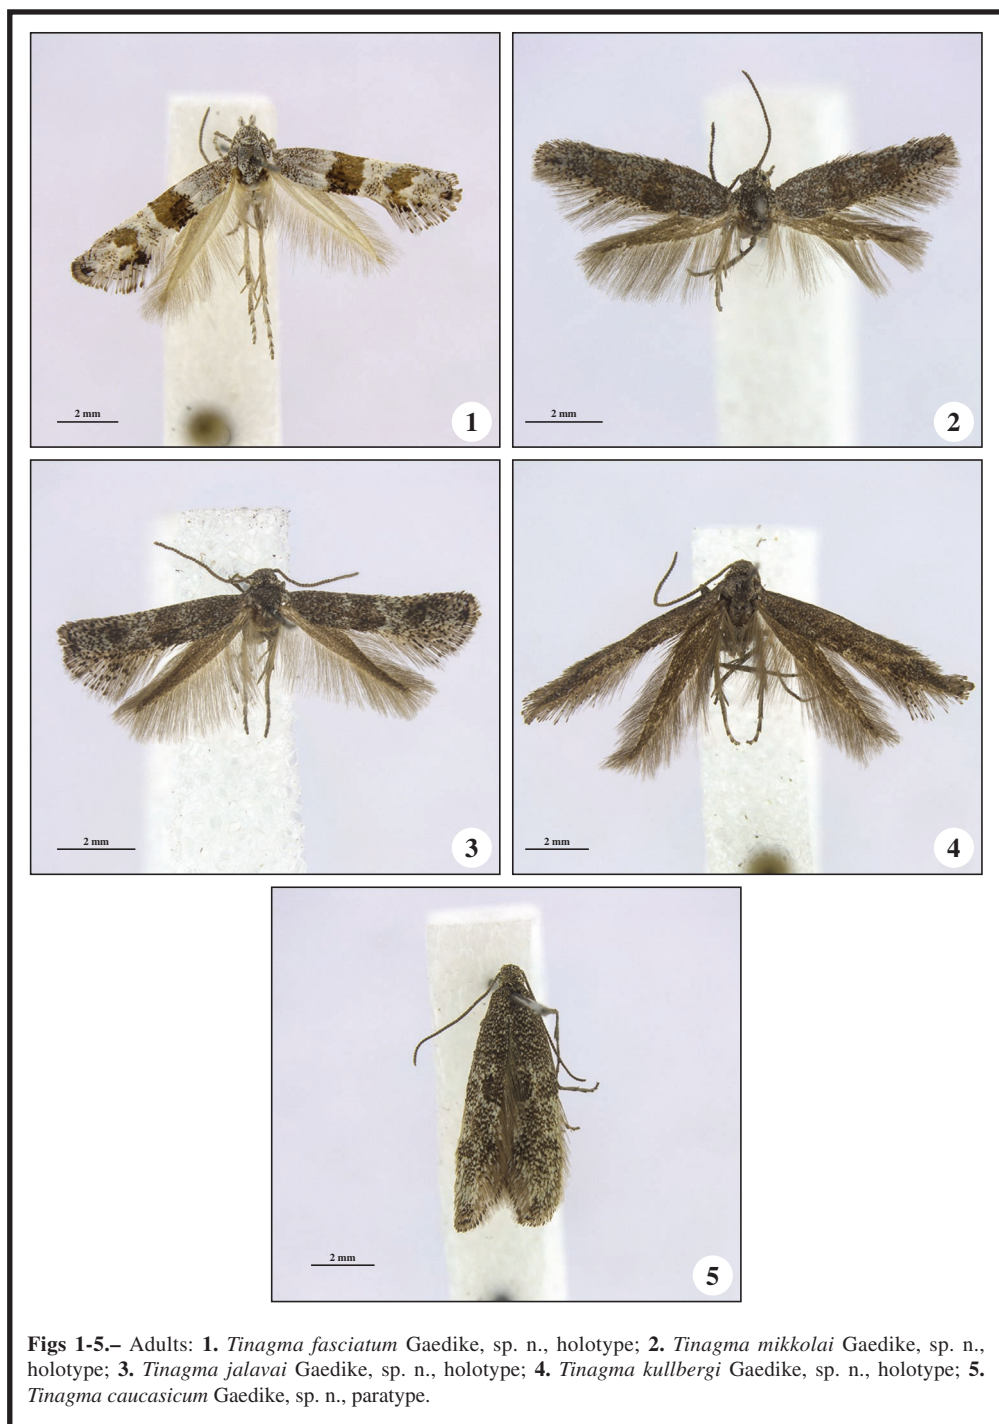 2 mm
1
2 mm
2
2 mm
3
2 mm
4
2 mm
5
Figs 1-5.– Adults: 1. Tinagma fasciatum Gaedike, sp. n., holotype; 2. Tinagma mikkolai Gaedike, sp. n.,
holotype; 3. Tinagma jalavai Gaedike, sp. n., holotype; 4. Tinagma kullbergi Gaedike, sp. n., holotype; 5.
Tinagma caucasicum Gaedike, sp. n., paratype.